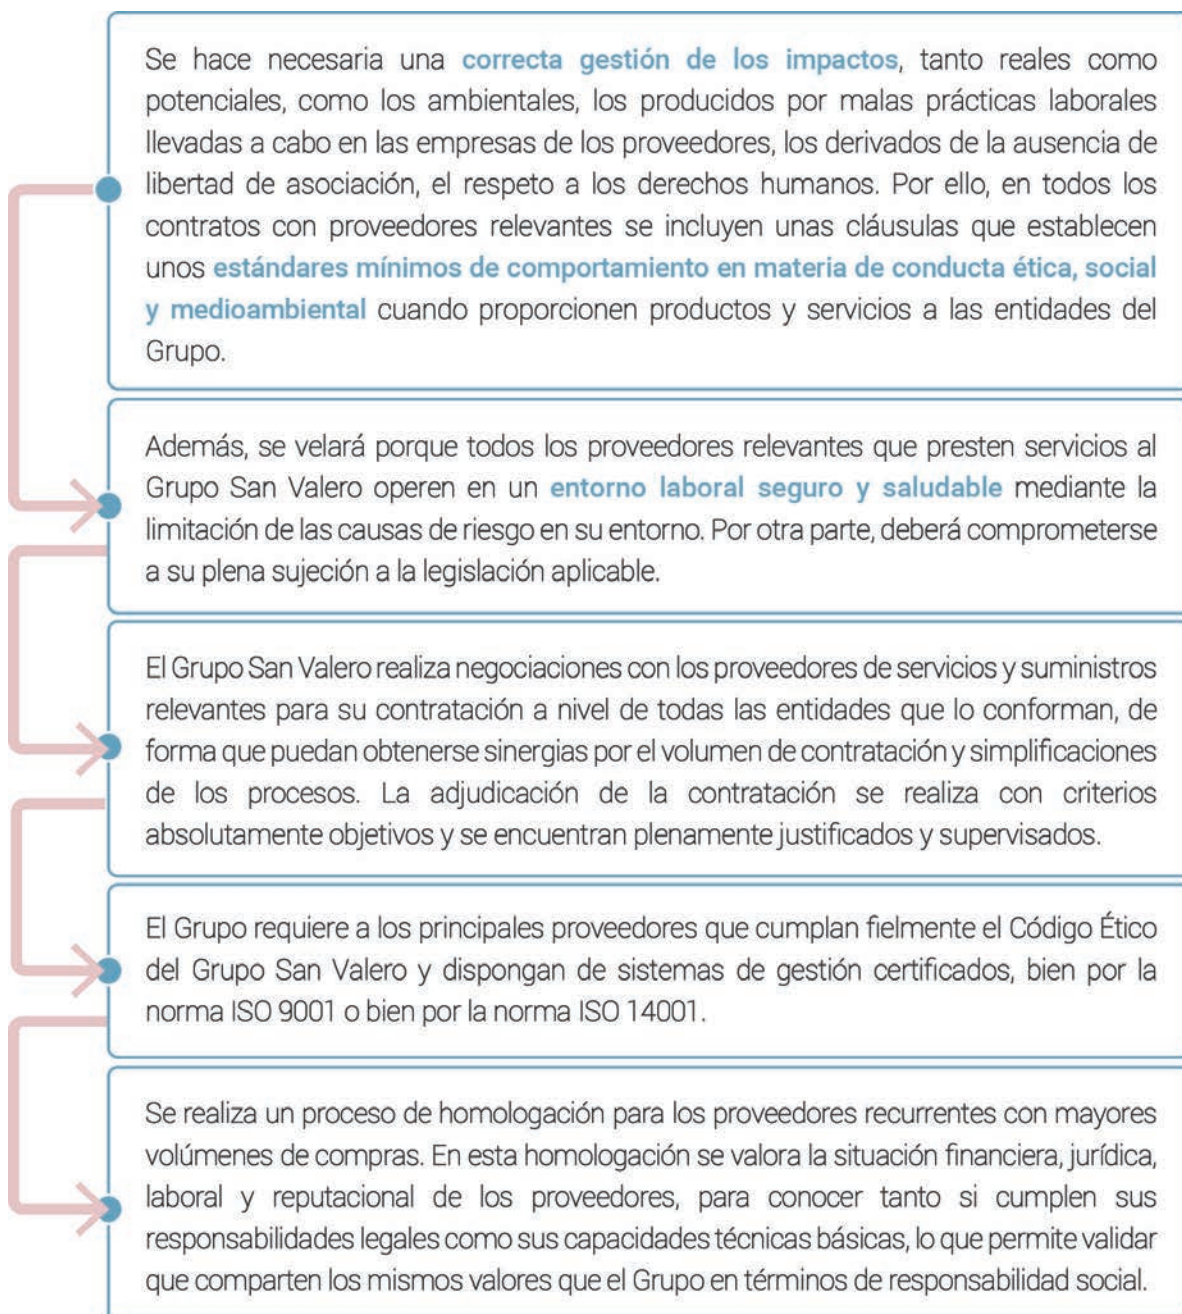 Se hace necesaria una correcta gestión de los impactos, tanto reales como
potenciales, como los ambientales, los producidos por malas prácticas laborales
llevadas a cabo en las empresas de los proveedores, los derivados de la ausencia de
libertad de asociación, el respeto a los derechos humanos. Por ello, en todos los
contratos con proveedores relevantes se incluyen unas cláusulas que establecen
unos estándares mínimos de comportamiento en materia de conducta ética, social
y medioambiental cuando proporcionen productos y servicios a las entidades del
Grupo.
Además, se velará porque todos los proveedores relevantes que presten servicios al
Grupo San Valero operen en un entorno laboral seguro y saludable mediante la
limitación de las causas de riesgo en su entorno. Por otra parte, deberá comprometerse
a su plena sujeción a la legislación aplicable.
El Grupo San Valero realiza negociaciones con los proveedores de servicios y suministros
relevantes para su contratación a nivel de todas las entidades que lo conforman, de
forma que puedan obtenerse sinergias por el volumen de contratación y simplificaciones
de los procesos. La adjudicación de la contratación se realiza con criterios
absolutamente objetivos y se encuentran plenamente justificados y supervisados.
El Grupo requiere a los principales proveedores que cumplan fielmente el Código Ético
del Grupo San Valero y dispongan de sistemas de gestión certificados, bien por la
norma ISO 9001 o bien por la norma ISO 14001.
Se realiza un proceso de homologación para los proveedores recurrentes con mayores
volúmenes de compras. En esta homologación se valora la situación financiera, jurídica,
laboral y reputacional de los proveedores, para conocer tanto si cumplen sus
responsabilidades legales como sus capacidades técnicas básicas, lo que permite validar
que comparten los mismos valores que el Grupo en términos de responsabilidad social.